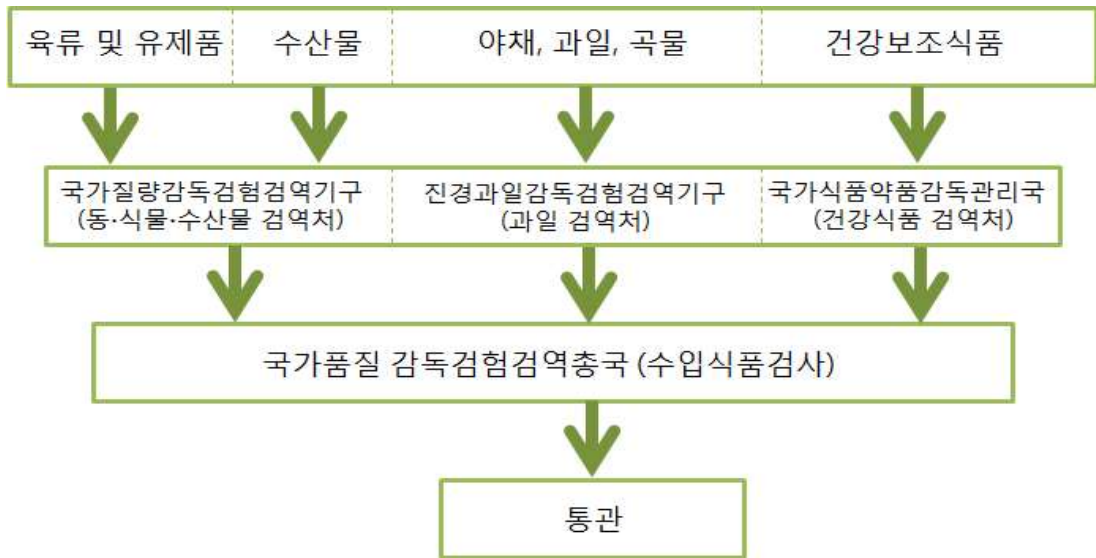 육류 및 유제품 수산물 야채, 과일, 곡물 건강보조식품
국가질량감독검험검역기구 진경과일감독검험검역기구 국가식품약품감독관리국
(동·식물·수산물 검역처) (과일 검역처) (건강식품 검역처)
국가품질 감독검험검역총국 (수입식품검사)
통관